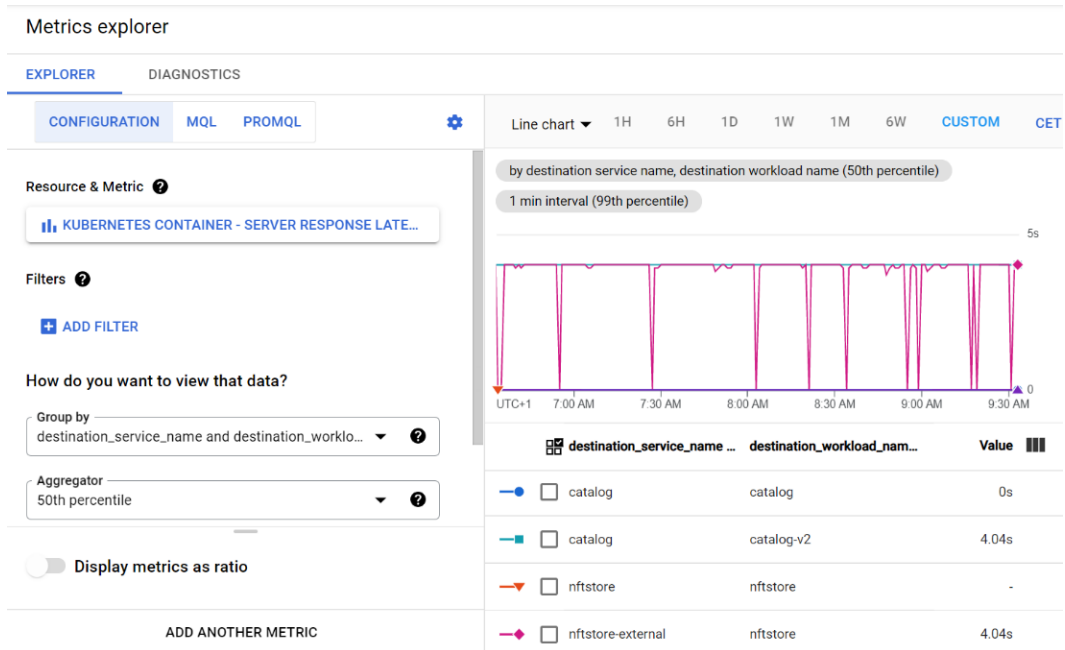 Metrics explorer
EXPLORER DIAGNOSTICS
CONFIGURATION MQL PROMQL
Resource & Metric
KUBERNETES CONTAINER - SERVER RESPONSE LATE...
Filters
ADD FILTER
How do you want to view that data?
Group by
destination_service_name and destination_worklo...
Aggregator
50th percentile
Display metrics as ratio
ADD ANOTHER METRIC
Line chart 1H 6H 1D 1W 1M 6W CUSTOM CET
by destination service name, destination workload name (50th percentile)
1 min interval (99th percentile)
5s
0
UTC+1 7:00 AM 7:30 AM 8:00 AM 8:30 AM 9:00 AM 9:30 AM
destination_service_name ... destination_workload_nam... Value
catalog catalog 0s
catalog catalog-v2 4.04s
nftstore nftstore -
nftstore-external nftstore 4.04s